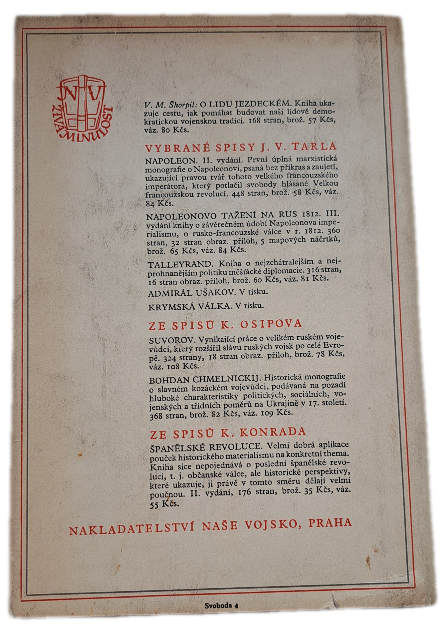 NV
ŽIVÁ MINULOST
V. M. Škorpil: O LIDU JEZDECKÉM. Kniha uka-
zuje cestu, jak pomáhat budovat naši lidově demo-
kratickou vojenskou tradici. 168 stran, brož. 57 Kčs,
váz. 80 Kčs.
VYBRANÉ SPISY J. V. TARLA
NAPOLEON. II. vydání. První úplná marxistická
monografie o Napoleonovi, psaná bez příkras a zaujetí,
ukazující pravou tvář tohoto velkého francouzského
imperátora, který potlačil svobody hlásané Velkou
francouzskou revolucí. 448 stran, brož. 58 Kčs, váz.
84 Kčs.
NAPOLEONOVO TAŽENÍ NA RUS 1812. III.
vydání knihy o závěrečném údobí Napoleonova impe-
rialismu, o rusko-francouzské válce v r. 1812. 360
stran, 32 stran obraz. příloh, 5 mapových náčrtků,
brož. 65 Kčs, váz. 84 Kčs.
TALLEYRAND. Kniha o nejzchátralejším a nej-
prohnanějším politiku měšťácké diplomacie. 316 stran,
16 stran obraz. příloh, brož. 60 Kčs, váz. 81 Kčs.
ADMIRÁL UŠAKOV. V tisku.
KRYMSKÁ VÁLKA. V tisku.
ZE SPISŮ K. OSIPOVA
SUVOROV. Vynikající práce o velikém ruském voje-
vůdci, který rozšířil slávu ruských vojsk po celé Evro-
pě. 324 strany, 18 stran obraz. příloh, brož. 78 Kčs,
váz. 108 Kčs.
BOHDAN CHMELNICKIJ. Historická monografie
o slavném kozáckém vojevůdci, podávaná na pozadí
hluboké charakteristiky politických, sociálních, vo-
jenských a třídních poměrů na Ukrajině v 17. století.
368 stran, brož. 82 Kčs, váz. 109 Kčs.
ZE SPISŮ K. KONRADA
ŠPANĚLSKÉ REVOLUCE. Velmi dobrá aplikace
pouček historického materialismu na konkretní thema.
Kniha sice nepojednává o poslední španělské revo-
luci, t. j. občanské válce, ale historické perspektivy,
které ukazuje, ji právě v tomto směru dělají velmi
poučnou. II. vydání, 176 stran, brož. 35 Kčs, váz.
55 Kčs.
NAKLADATELSTVÍ NAŠE VOJSKO, PRAHA
Svoboda 4